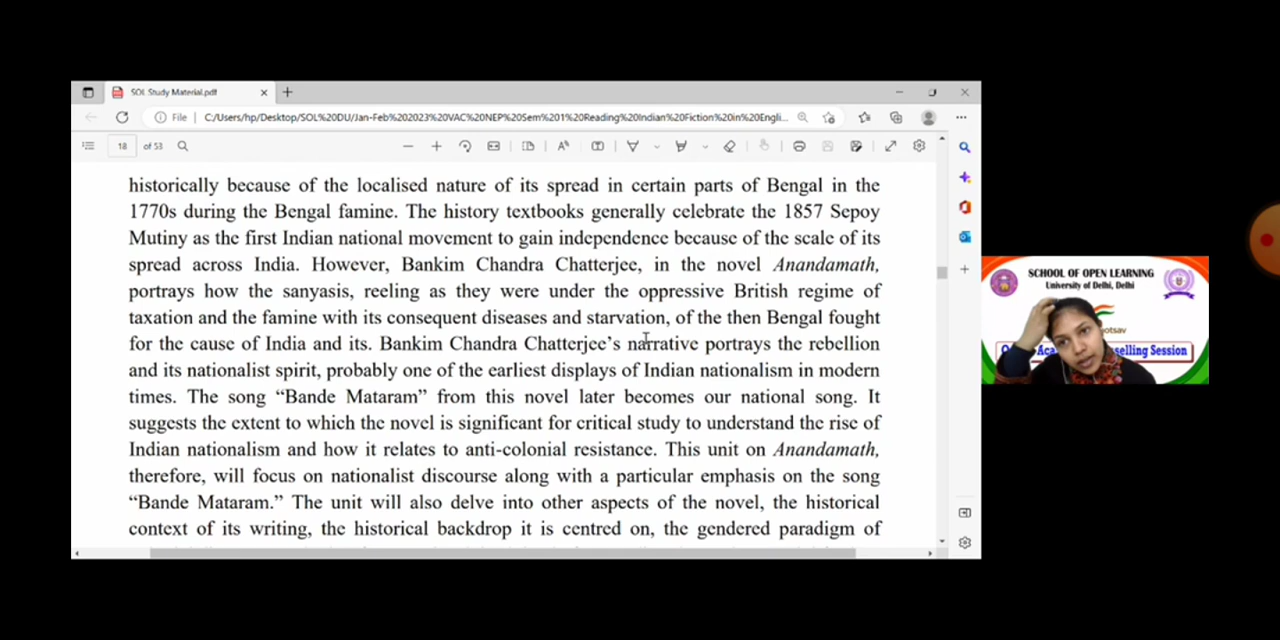 SOL Study Material.pdf
File C:/Users/hp/Desktop/SOL%20DU/Jan-Feb%202023%20VAC%20NEP%20Sem%201%20Reading%20Indian%20Fiction%20in%20Engli...
18 of 53
historically because of the localised nature of its spread in certain parts of Bengal in the
1770s during the Bengal famine. The history textbooks generally celebrate the 1857 Sepoy
Mutiny as the first Indian national movement to gain independence because of the scale of its
spread across India. However, Bankim Chandra Chatterjee, in the novel Anandamath,
portrays how the sanyasis, reeling as they were under the oppressive British regime of
taxation and the famine with its consequent diseases and starvation, of the then Bengal fought
for the cause of India and its. Bankim Chandra Chatterjee's narrative portrays the rebellion
and its nationalist spirit, probably one of the earliest displays of Indian nationalism in modern
times. The song “Bande Mataram” from this novel later becomes our national song. It
suggests the extent to which the novel is significant for critical study to understand the rise of
Indian nationalism and how it relates to anti-colonial resistance. This unit on Anandamath,
therefore, will focus on nationalist discourse along with a particular emphasis on the song
“Bande Mataram.” The unit will also delve into other aspects of the novel, the historical
context of its writing, the historical backdrop it is centred on, the gendered paradigm of
SCHOOL OF OPEN LEARNING
University of Delhi, Delhi
Session